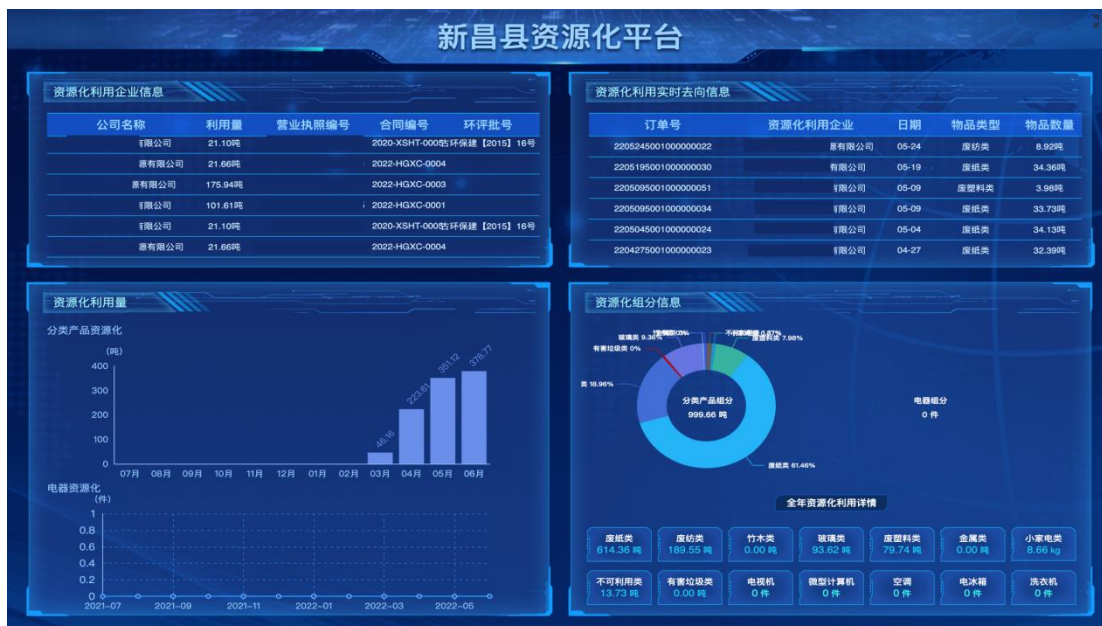 新昌县资源化平台
资源化利用企业信息
公司名称 利用量 营业执照编号 合同编号 环评批号
有限公司 21.10吨 2020-XSHT-0005 环保建【2015】16号
源有限公司 21.66吨 2022-HGXC-0004
原有限公司 175.94吨 2022-HGXC-0003
有限公司 101.61吨 2022-HGXC-0001
有限公司 21.10吨 2020-XSHT-0005 环保建【2015】16号
源有限公司 21.66吨 2022-HGXC-0004
资源化利用实时去向信息
订单号 资源化利用企业 日期 物品类型 物品数量
2205245001000000022 有限公司 05-24 废纺类 8.92吨
2205195001000000030 有限公司 05-19 废纸类 34.36吨
2205095001000000051 05-09 废塑料类 3.98吨
2205095001000000034 有限公司 05-09 废纸类 33.73吨
2205045001000000024 有限公司 05-04 废纸类 34.13吨
2204275001000000023 有限公司 04-27 废纸类 32.39吨
资源化利用量
分类产品资源化
(吨)
400
300
200
100
0
46.16
223.61
351.12
378.77
07月 08月 09月 10月 11月 12月 01月 02月 03月 04月 05月 06月
电器资源化
(件)
1
0.8
0.6
0.4
0.2
0
2021-07 2021-09 2021-11 2022-01 2022-03 2022-05
资源化组分信息
玻璃类 9.36%
废塑料类 7.98%
有害垃圾类 0%
类 18.96%
分类产品组分
999.66 吨
废纸类 61.46%
电器组分
0 件
全年资源化利用详情
废纸类 废纺类 竹木类 玻璃类 废塑料类 金属类 小家电类
614.36 吨 189.55 吨 0.00 吨 93.62 吨 79.74 吨 0.00 吨 8.66 kg
不可利用类 有害垃圾类 电视机 微型计算机 空调 电冰箱 洗衣机
13.73 吨 0.00 吨 0 件 0 件 0 件 0 件 0 件